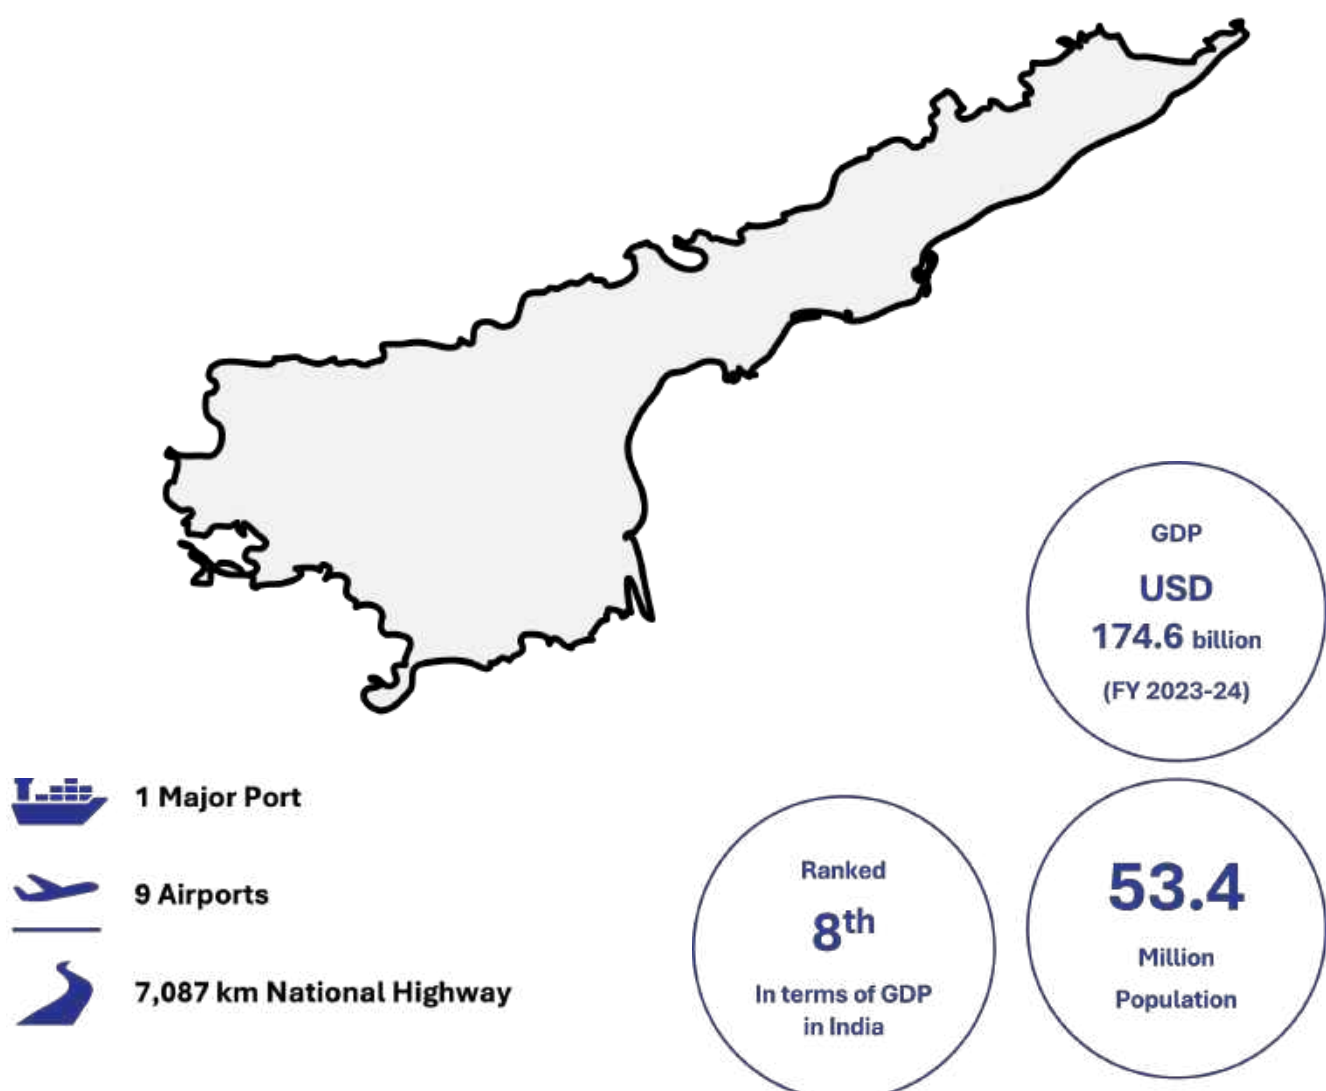 GDP
USD
174.6 billion
(FY 2023-24)
1 Major Port
9 Airports
7,087 km National Highway
Ranked
8th
In terms of GDP
in India
53.4
Million
Population